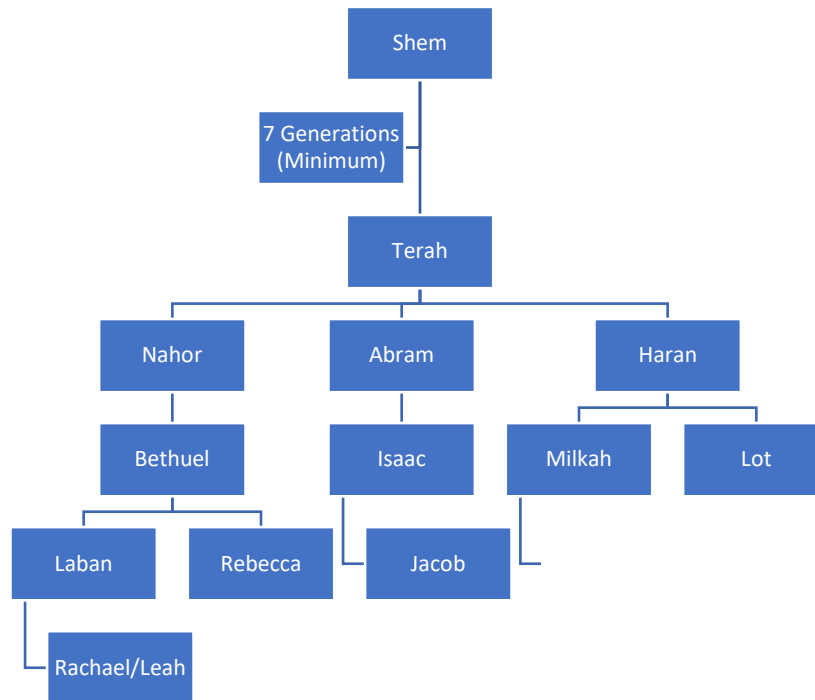 Shem
7 Generations
(Minimum)
Terah
Nahor
Abram
Haran
Bethuel
Isaac
Milkah
Lot
Laban
Rebecca
Jacob
Rachael/Leah